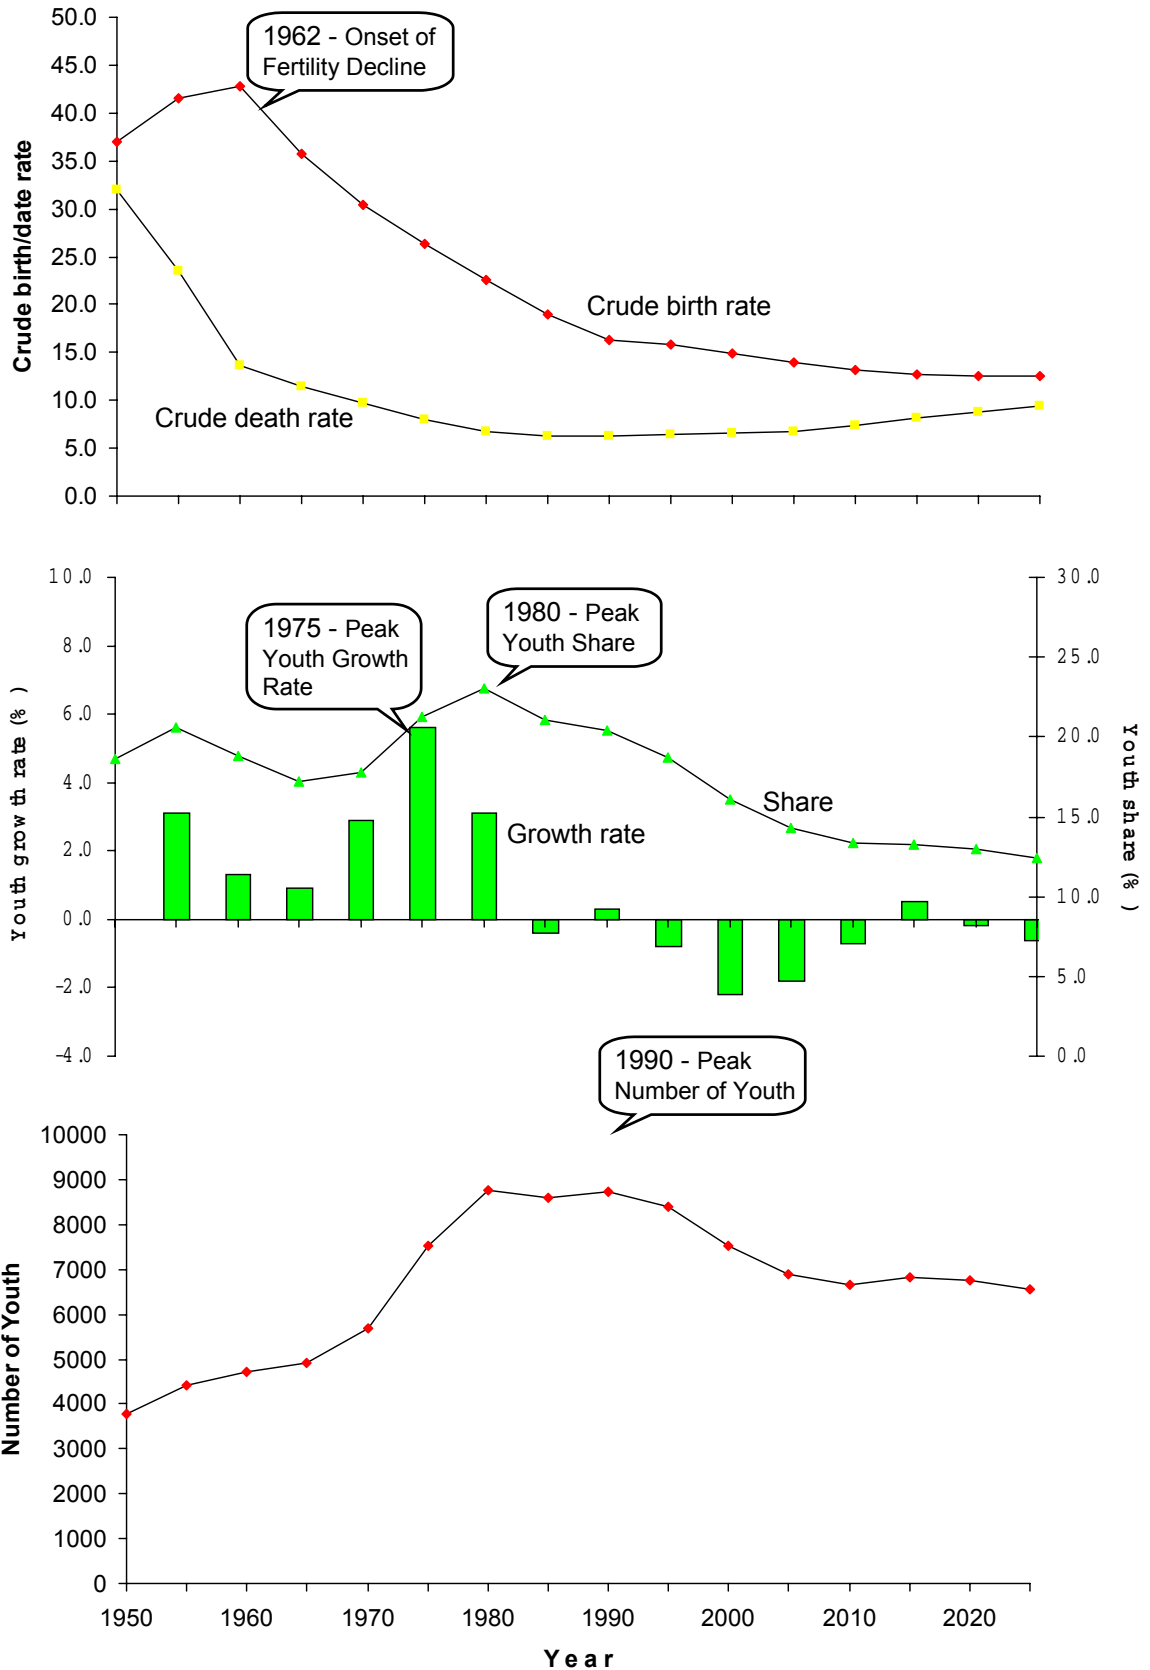 50.0
45.0
40.0
35.0
30.0
25.0
20.0
15.0
10.0
5.0
0.0
Crude birth/date rate
1962 - Onset of
Fertility Decline
Crude birth rate
Crude death rate
10.0
8.0
6.0
4.0
2.0
0.0
-2.0
-4.0
Youth growth rate (%)
1975 - Peak
Youth Growth
Rate
1980 - Peak
Youth Share
Share
Growth rate
30.0
25.0
20.0
15.0
10.0
5.0
0.0
Youth share (%)
1990 - Peak
Number of Youth
10000
9000
8000
7000
6000
5000
4000
3000
2000
1000
0
Number of Youth
1950 1960 1970 1980 1990 2000 2010 2020
Year